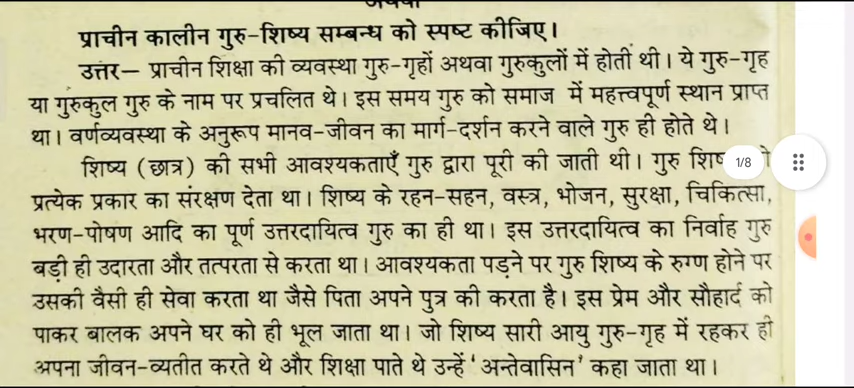 अथवा
प्राचीन कालीन गुरु-शिष्य सम्बन्ध को स्पष्ट कीजिए।
उत्तर— प्राचीन शिक्षा की व्यवस्था गुरु-गृहों अथवा गुरुकुलों में होती थी। ये गुरु-गृह
या गुरुकुल गुरु के नाम पर प्रचलित थे। इस समय गुरु को समाज में महत्त्वपूर्ण स्थान प्राप्त
था। वर्णव्यवस्था के अनुरूप मानव-जीवन का मार्ग-दर्शन करने वाले गुरु ही होते थे।
शिष्य (छात्र) की सभी आवश्यकताएँ गुरु द्वारा पूरी की जाती थी। गुरु
1/8
प्रत्येक प्रकार का संरक्षण देता था। शिष्य के रहन-सहन, वस्त्र, भोजन, सुरक्षा, चिकित्सा,
भरण-पोषण आदि का पूर्ण उत्तरदायित्व गुरु का ही था। इस उत्तरदायित्व का निर्वाह गुरु
बड़ी ही उदारता और तत्परता से करता था। आवश्यकता पड़ने पर गुरु शिष्य के रुग्ण होने पर
उसकी वैसी ही सेवा करता था जैसे पिता अपने पुत्र की करता है। इस प्रेम और सौहार्द को
पाकर बालक अपने घर को ही भूल जाता था। जो शिष्य सारी आयु गुरु-गृह में रहकर ही
अपना जीवन-व्यतीत करते थे और शिक्षा पाते थे उन्हें 'अन्तेवासिन' कहा जाता था।